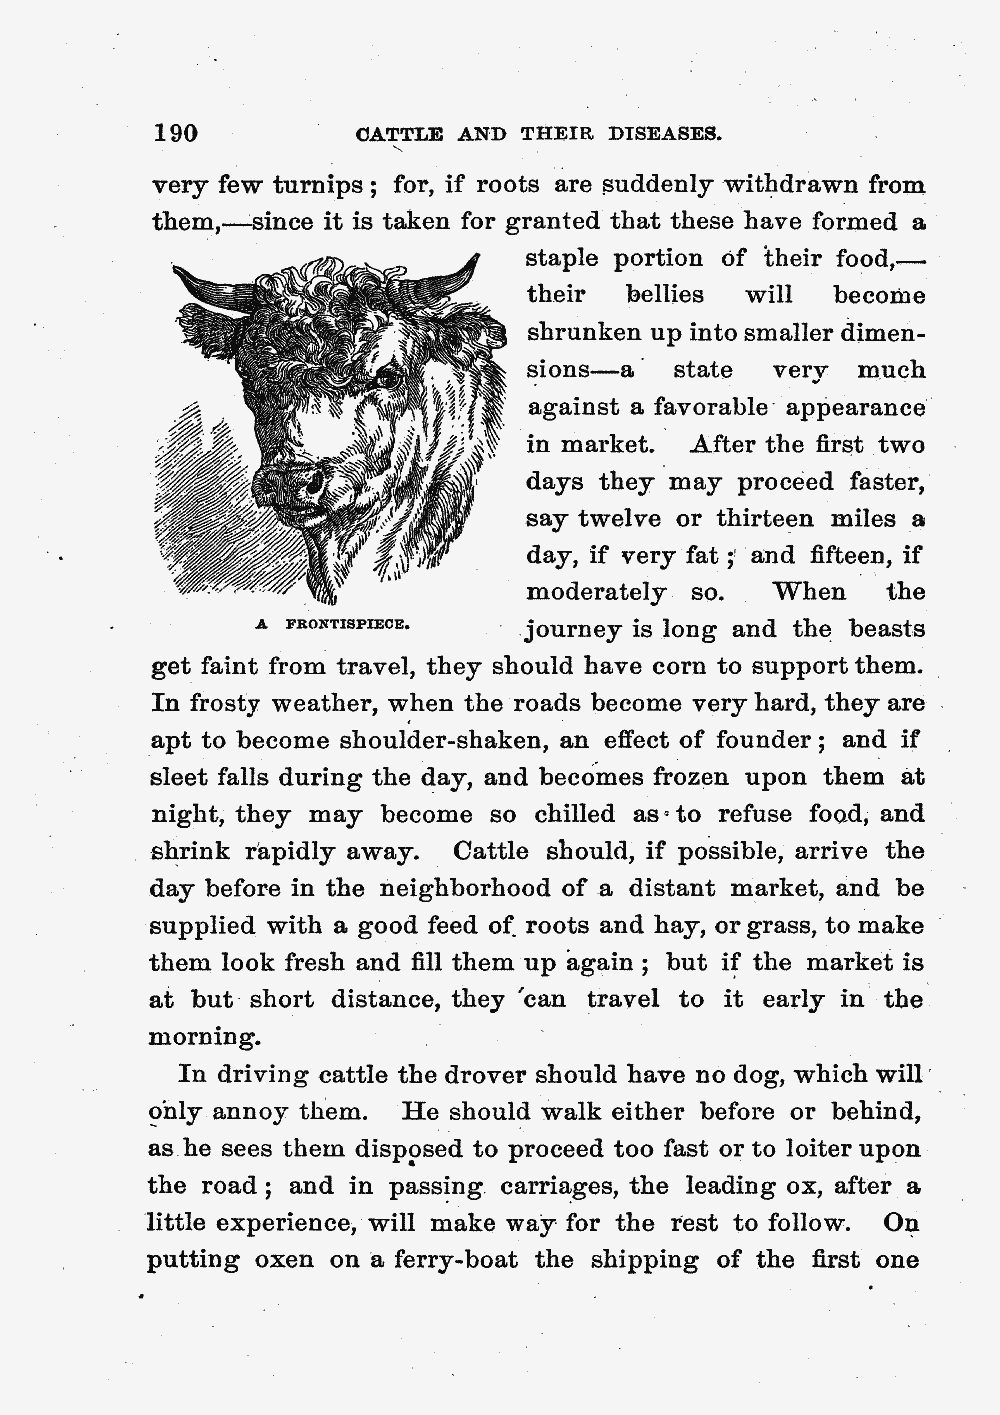 190 CATTLE AND THEIR DISEASES.
very few turnips ; for, if roots are suddenly withdrawn from
them,—since it is taken for granted that these have formed a
staple portion of their food,—
their bellies will become
shrunken up into smaller dimen-
sions—a state very much
against a favorable appearance
in market. After the first two
days they may proceed faster,
say twelve or thirteen miles a
day, if very fat ; and fifteen, if
moderately so. When the
journey is long and the beasts
A FRONTISPIECE.
get faint from travel, they should have corn to support them.
In frosty weather, when the roads become very hard, they are
apt to become shoulder-shaken, an effect of founder ; and if
sleet falls during the day, and becomes frozen upon them at
night, they may become so chilled as to refuse food, and
shrink rapidly away. Cattle should, if possible, arrive the
day before in the neighborhood of a distant market, and be
supplied with a good feed of roots and hay, or grass, to make
them look fresh and fill them up again ; but if the market is
at but short distance, they can travel to it early in the
morning.
In driving cattle the drover should have no dog, which will
only annoy them. He should walk either before or behind,
as he sees them disposed to proceed too fast or to loiter upon
the road ; and in passing carriages, the leading ox, after a
little experience, will make way for the rest to follow. On
putting oxen on a ferry-boat the shipping of the first one